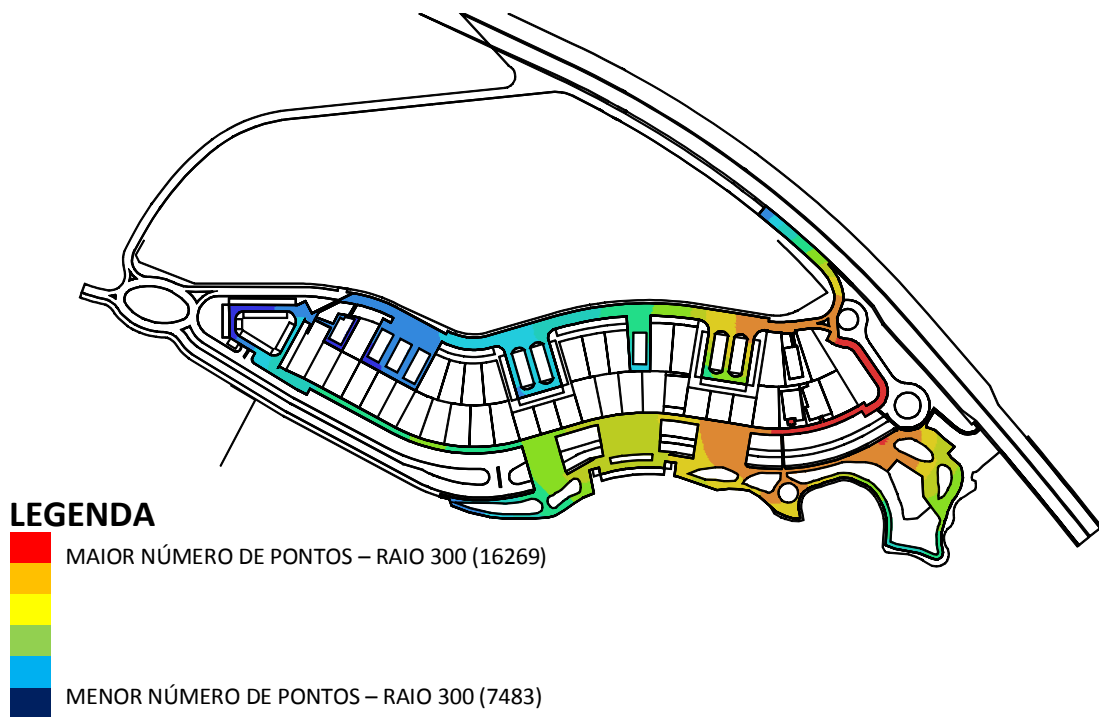 LEGENDA
MAIOR NÚMERO DE PONTOS – RAIO 300 (16269)
MENOR NÚMERO DE PONTOS – RAIO 300 (7483)